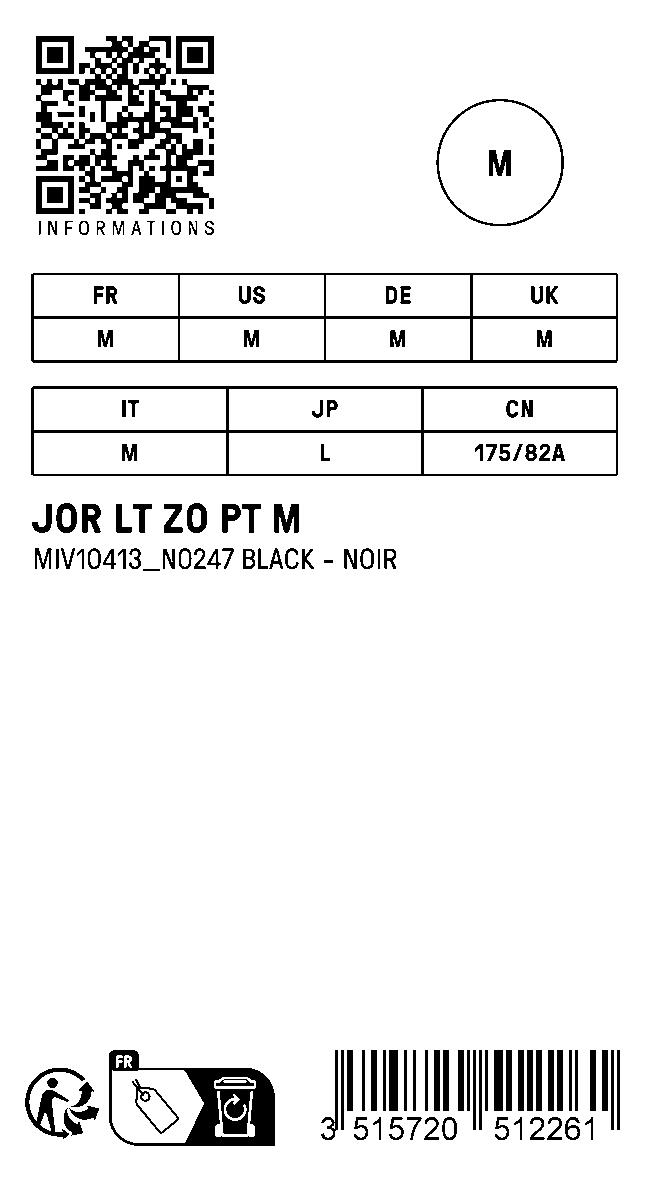 M
INFORMATIONS
FR US DE UK
M M M M
IT JP CN
M L 175/82A
JOR LT ZO PT M
MIV10413_N0247 BLACK - NOIR
FR
3 515720 512261